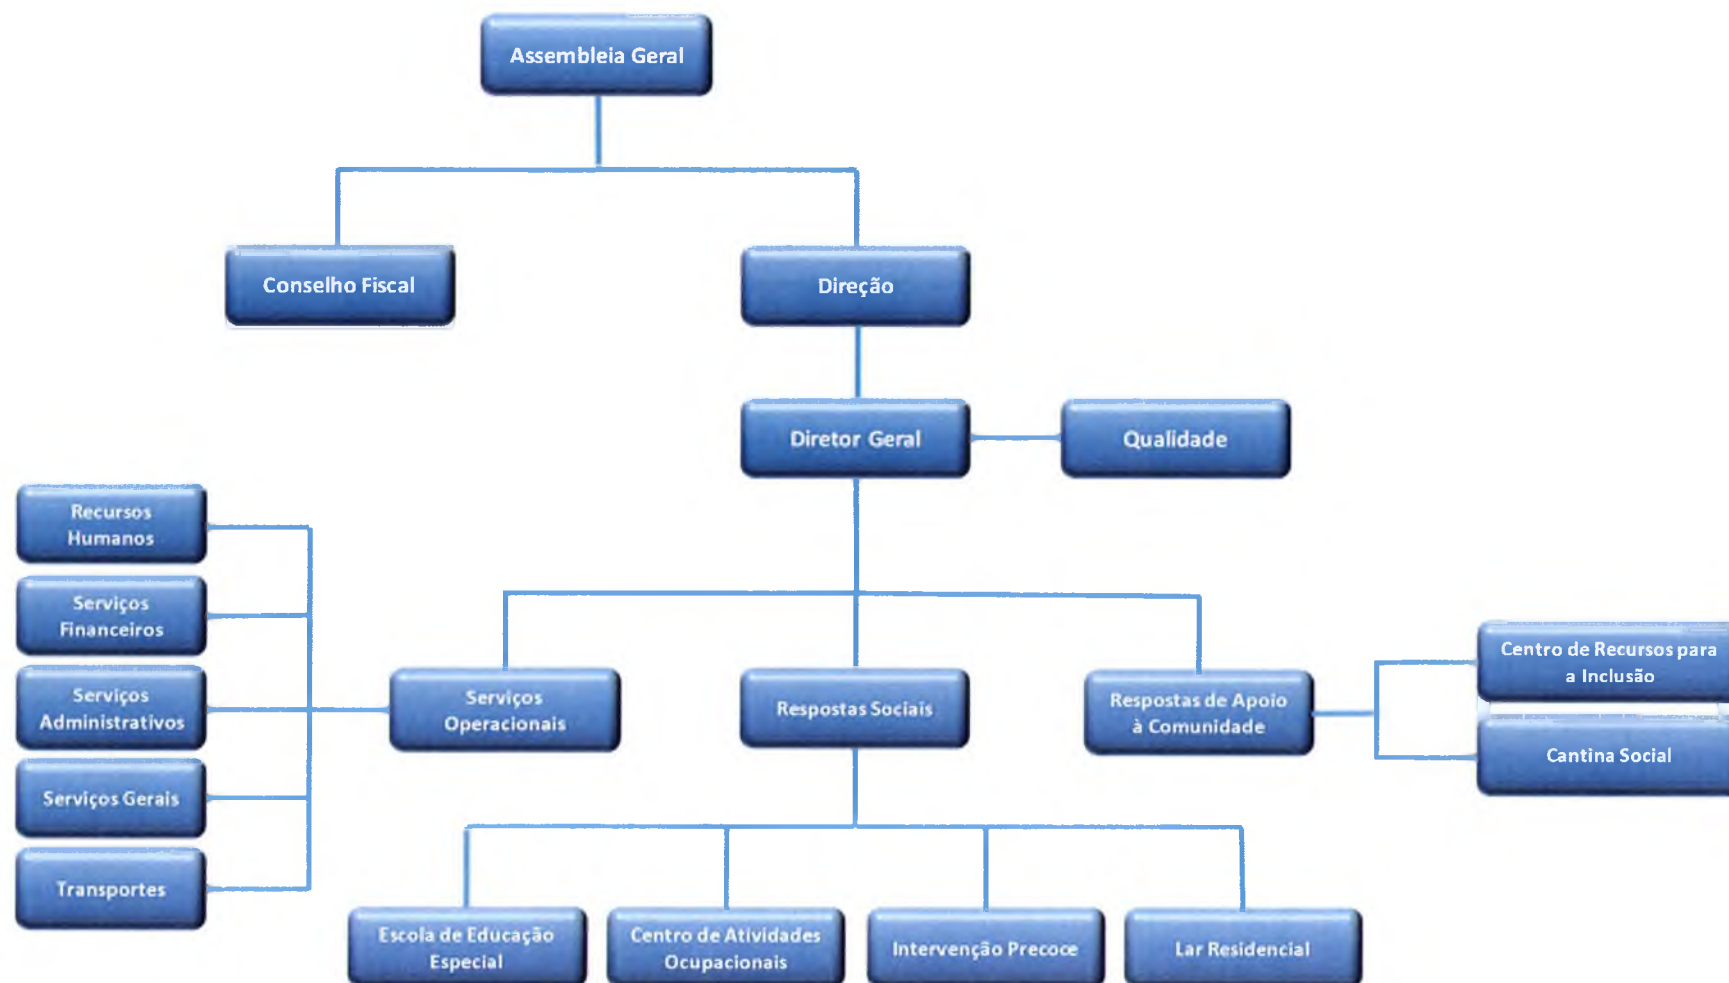 Assembleia Geral
Conselho Fiscal
Direção
Diretor Geral
Qualidade
Recursos
Humanos
Serviços
Financeiros
Serviços
Administrativos
Serviços Gerais
Transportes
Serviços
Operacionais
Respostas Sociais
Respostas de Apoio
à Comunidade
Centro de Recursos para
a Inclusão
Cantina Social
Escola de Educação
Especial
Centro de Atividades
Ocupacionais
Intervenção Precoce
Lar Residencial